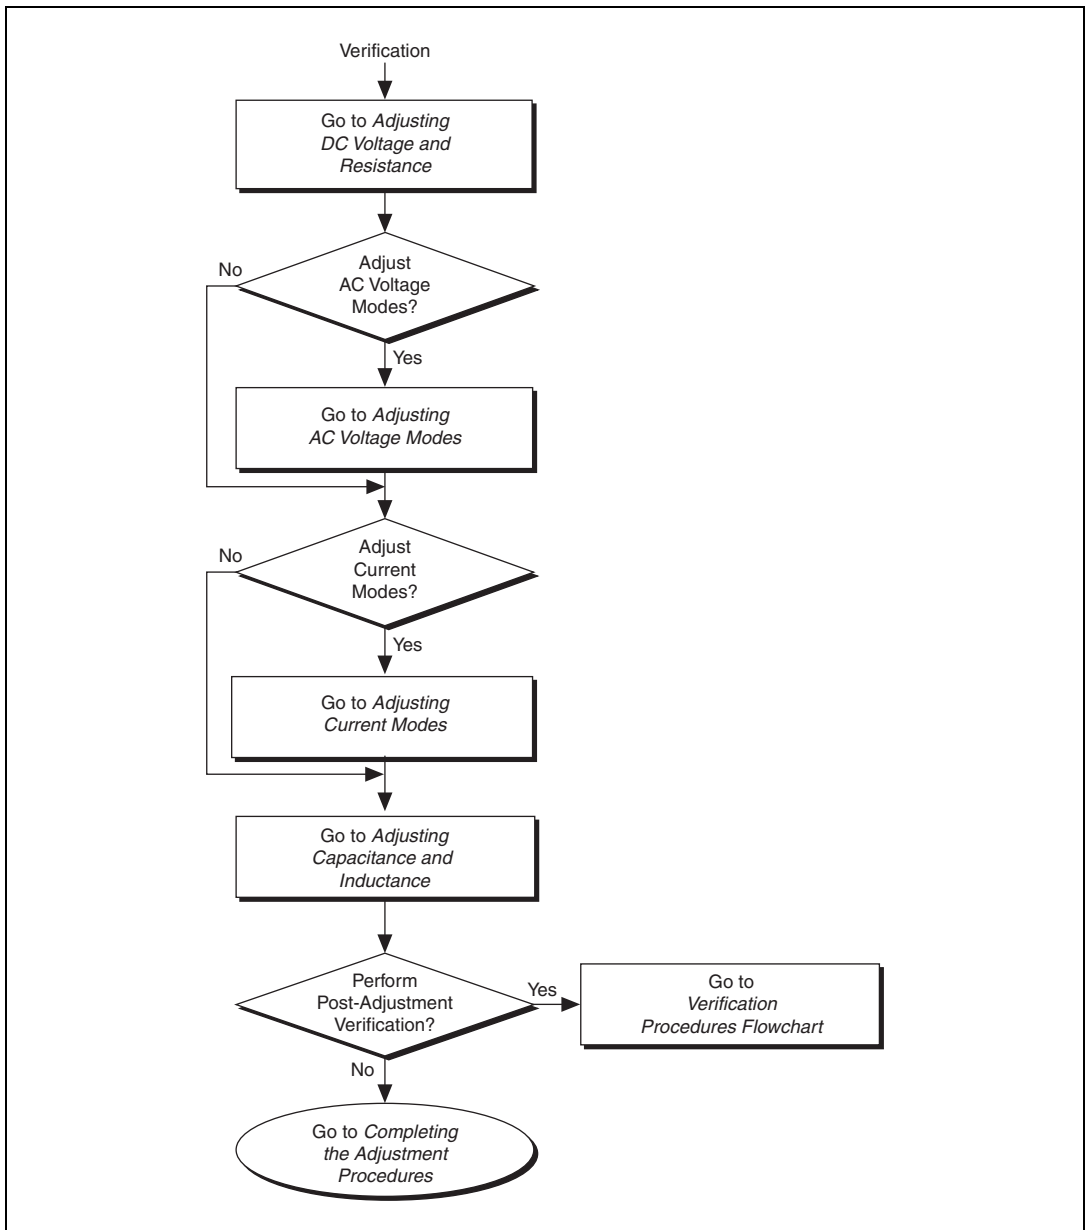 Verification
Go to Adjusting
DC Voltage and
Resistance
Adjust
AC Voltage
Modes?
No
Yes
Go to Adjusting
AC Voltage Modes
Adjust
Current
Modes?
No
Yes
Go to Adjusting
Current Modes
Go to Adjusting
Capacitance and
Inductance
Perform
Post-Adjustment
Verification?
Yes
Go to
Verification
Procedures Flowchart
No
Go to Completing
the Adjustment
Procedures